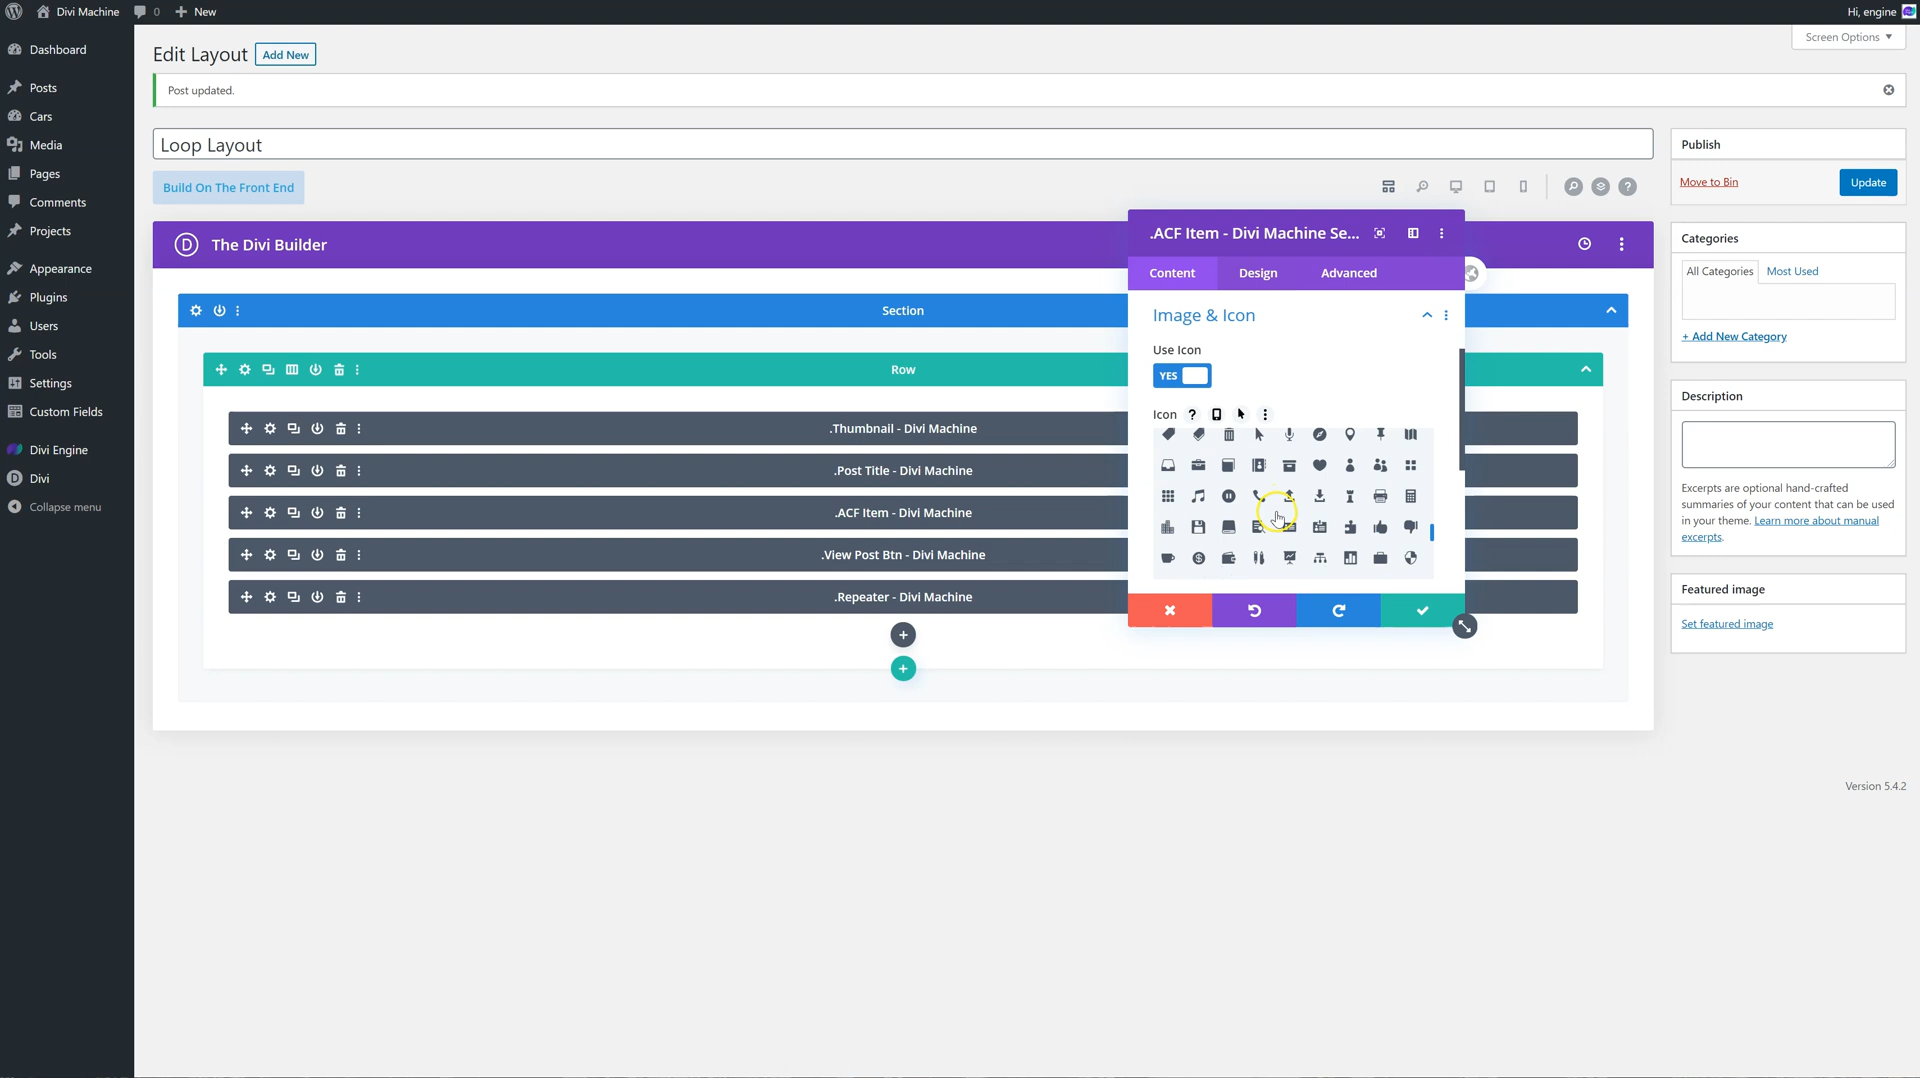 Divi Machine
0
New
Hi, engine
Dashboard
Posts
Cars
Media
Pages
Comments
Projects
Appearance
Plugins
Users
Tools
Settings
Custom Fields
Divi Engine
Divi
Collapse menu
Screen Options
Edit Layout
Add New
Post updated.
Loop Layout
Build On The Front End
The Divi Builder
Section
Row
.Thumbnail - Divi Machine
.Post Title - Divi Machine
.ACF Item - Divi Machine
.View Post Btn - Divi Machine
.Repeater - Divi Machine
.ACF Item - Divi Machine Se...
Content
Design
Advanced
Image & Icon
Use Icon
YES
Icon
Publish
Move to Bin
Update
Categories
All Categories
Most Used
+ Add New Category
Description
Excerpts are optional hand-crafted
summaries of your content that can be used
in your theme. Learn more about manual
excerpts.
Featured image
Set featured image
Version 5.4.2